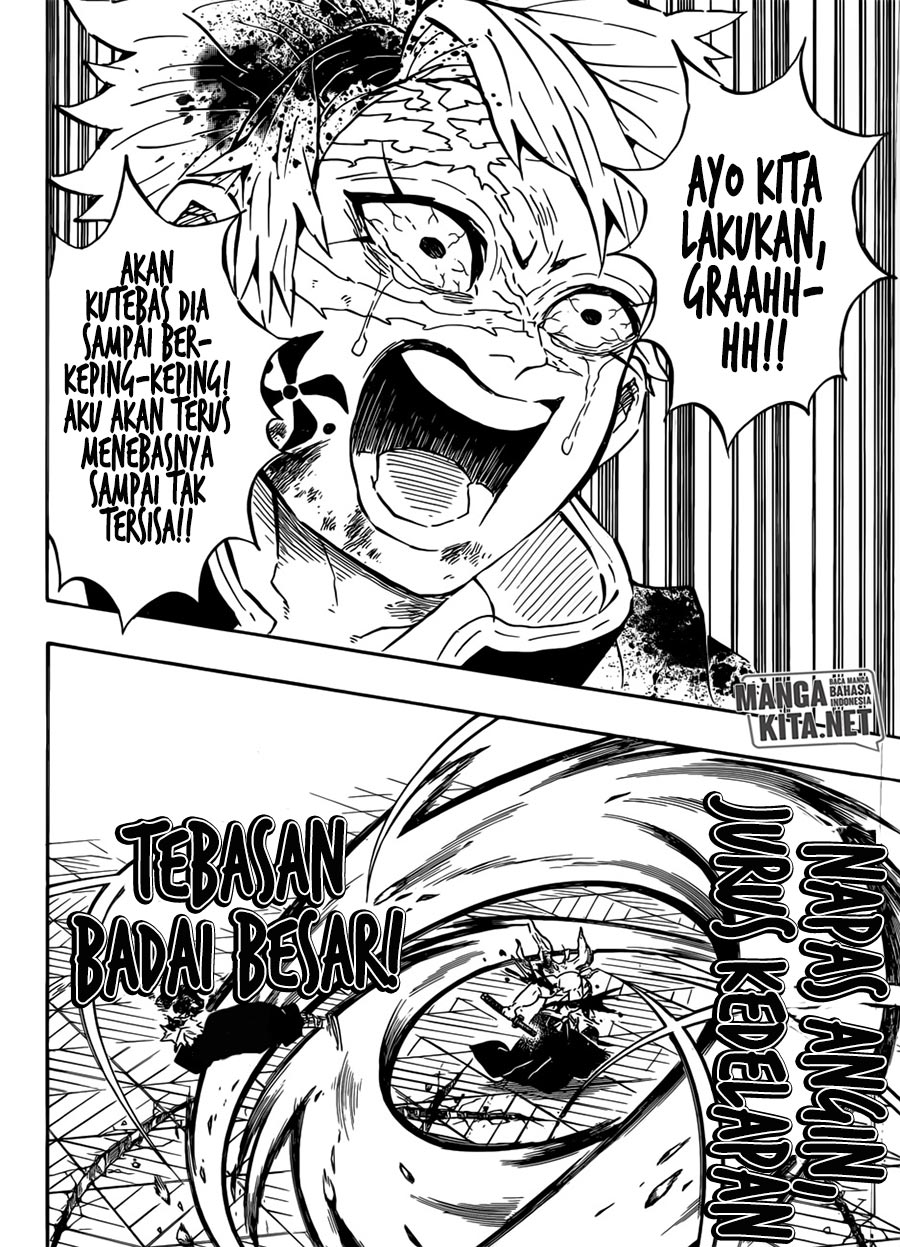 AYO KITA
LAKUKAN,
GRAAHH-
HH!!
AKAN
KUTEBAS DIA
SAMPAI BER-
KEPING-KEPING!
AKU AKAN TERUS
MENEBASNYA
SAMPAI TAK
TERSISA!!
MANGA
KITA.NET
BACA MANGA
BAHASA
INDONESIA
NAPAS ANGIN,
JURUS KEDELAPAN
TEBASAN
BADAI BESAR!